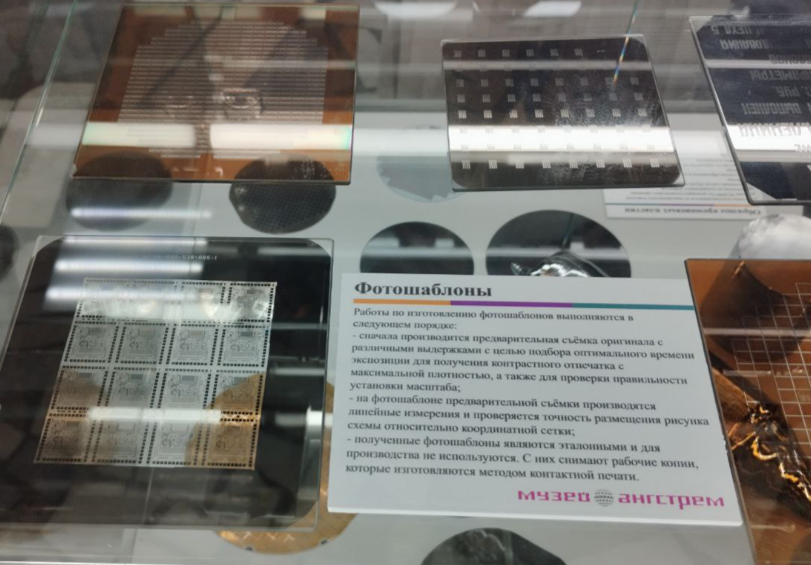 Фотошаблоны
Работы по изготовлению фотошаблонов выполняются в
следующем порядке:
- сначала производится предварительная съёмка оригинала с
различными выдержками с целью подбора оптимального времени
экспозиции для получения контрастного отпечатка с
максимальной плотностью, а также для проверки правильности
установки масштаба;
- на фотошаблоне предварительной съёмки производятся
линейные измерения и проверяется точность размещения рисунка
схемы относительно координатной сетки;
- полученные фотошаблоны являются эталонными и для
производства не используются. С них снимают рабочие копии,
которые изготовляются методом контактной печати.
музей ангстрем